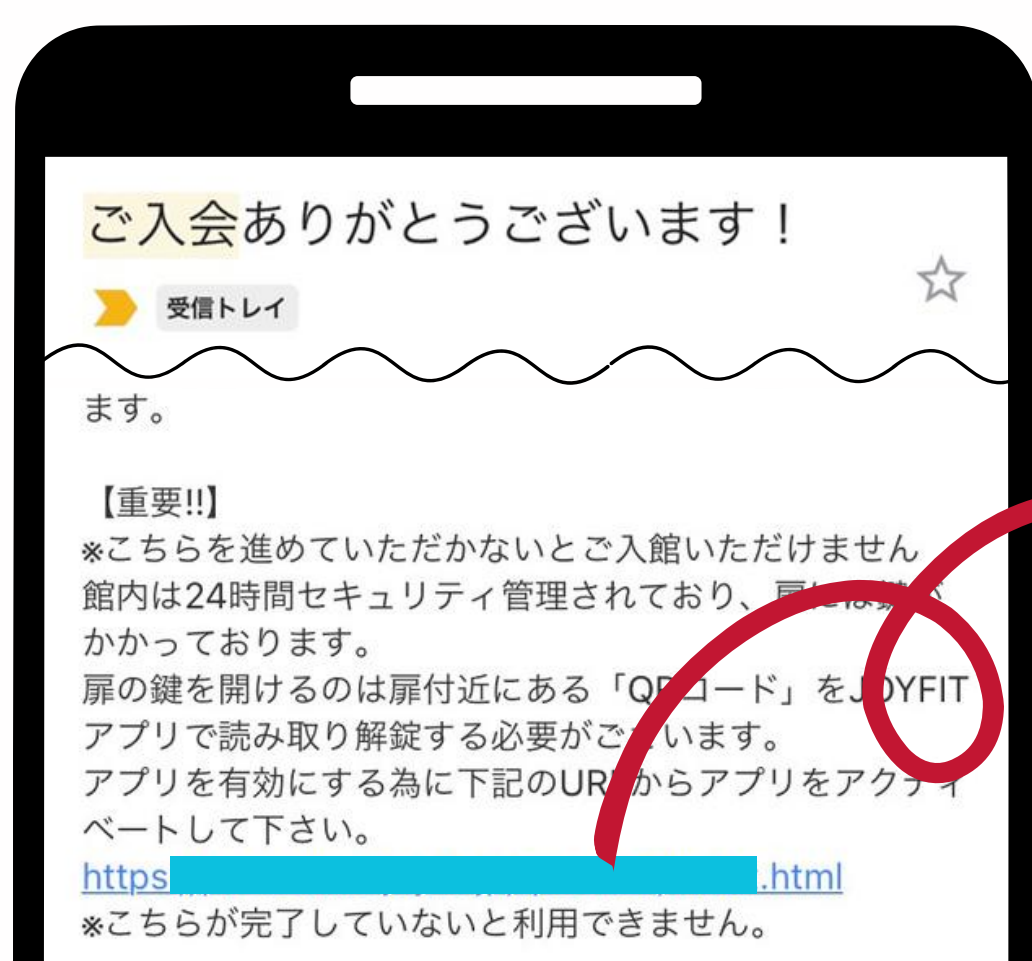 ご入会ありがとうございます！
受信トレイ
ます。
【重要!!】
※こちらを進めていただかないとご入館いただけません
館内は24時間セキュリティ管理されており、扉には鍵が
かかっております。
扉の鍵を開けるのは扉付近にある「QRコード」をJOYFIT
アプリで読み取り解錠する必要がございます。
アプリを有効にする為に下記のURLからアプリをアクティ
ベートして下さい。
https .html
※こちらが完了していないと利用できません。